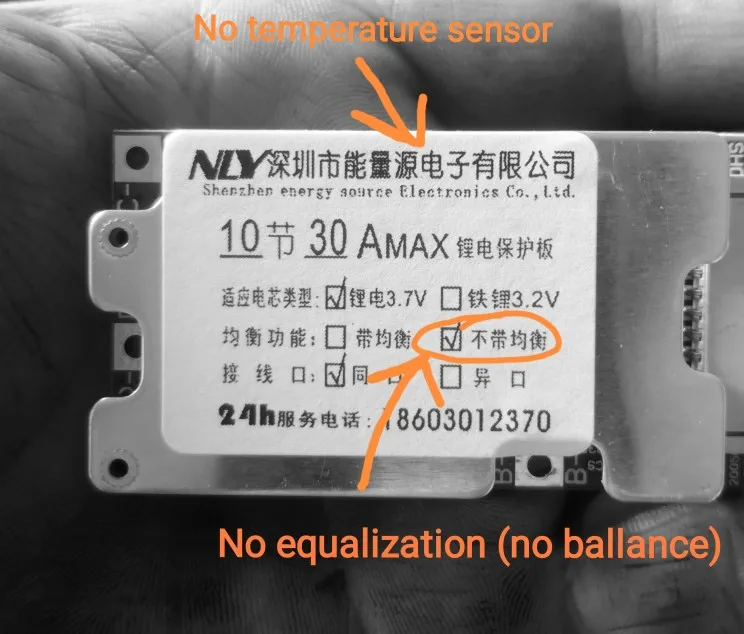 No temperature sensor
NLY深圳市能量源电子有限公司
Shenzhen energy source Electronics Co., Ltd.
10节 30 AMAX 锂电保护板
适应电芯类型: ☑锂电3.7V ☐铁锂3.2V
均衡功能: ☐带均衡 ☑不带均衡
接线口: ☑同口 ☐异口
24h服务电话: 18603012370
No equalization (no ballance)
C-
B-
B-
CS
2005